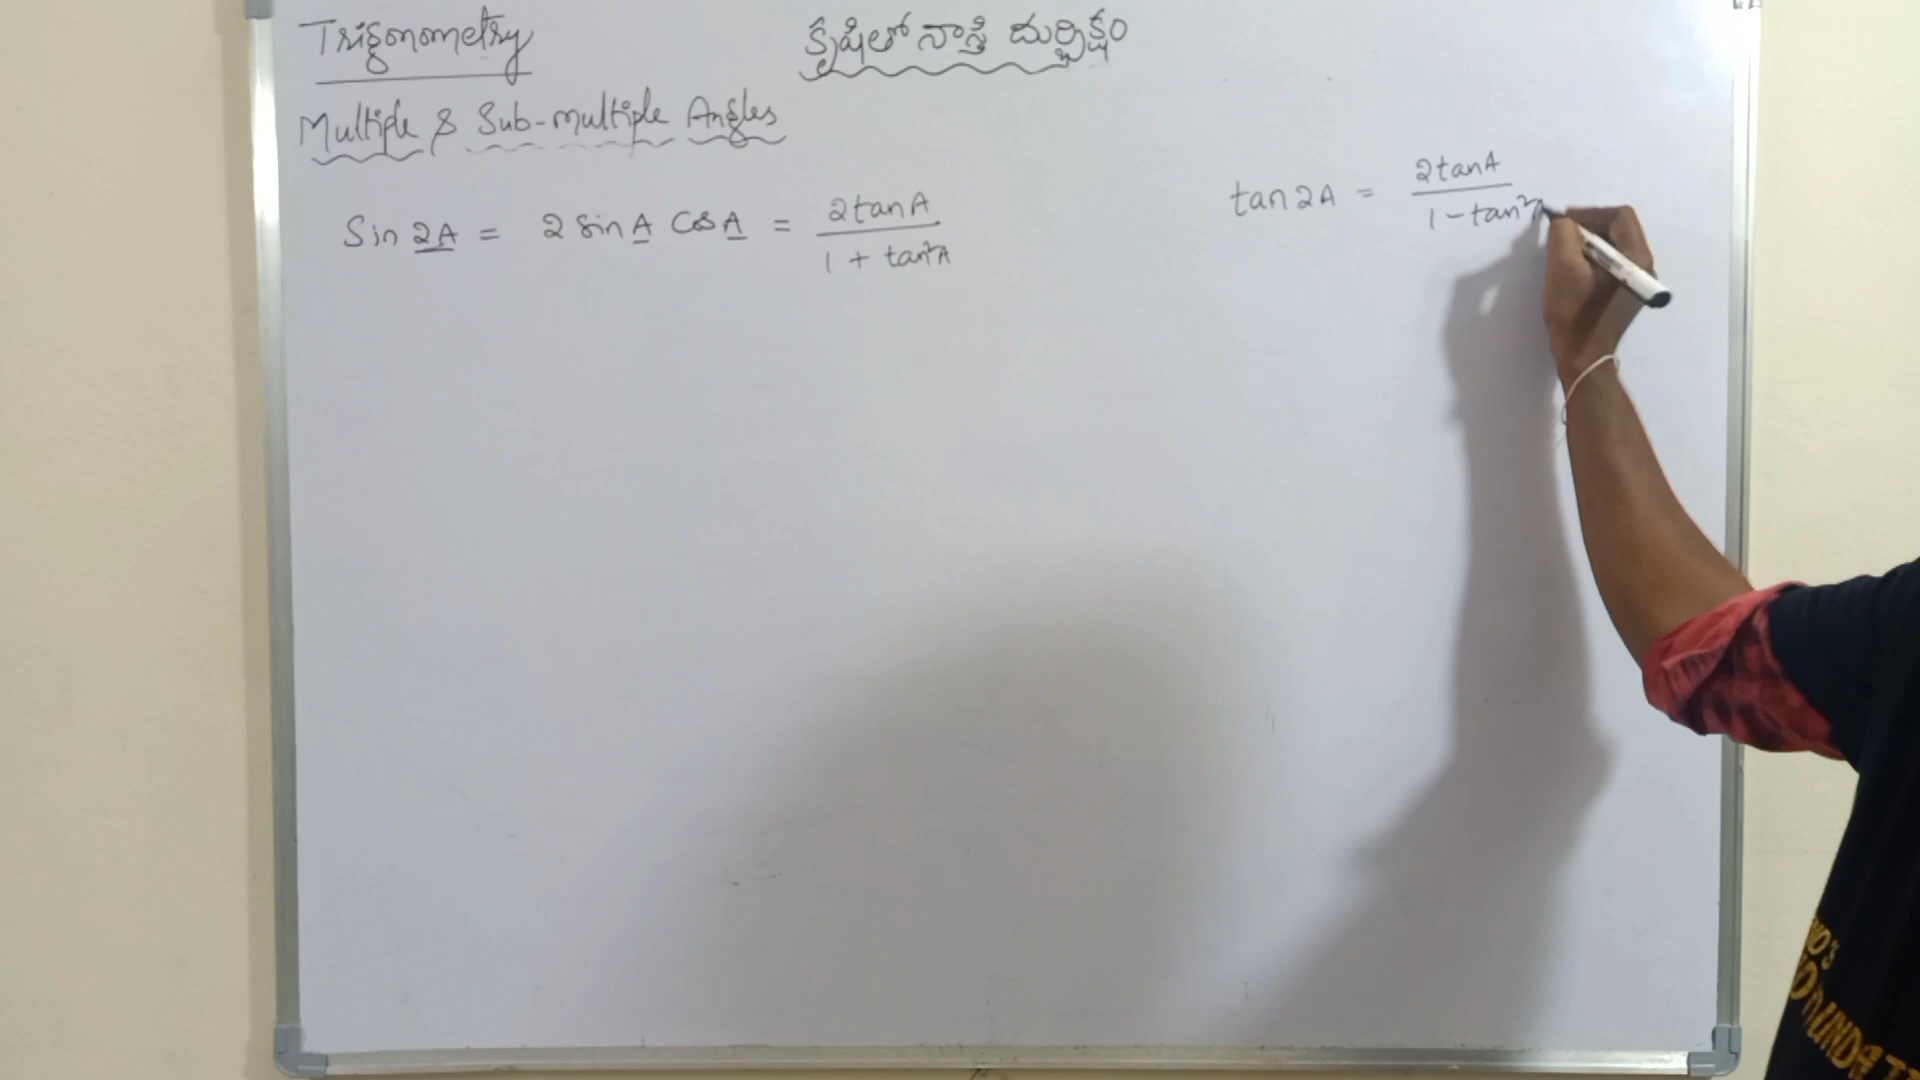 Trigonometry
కృషితో నాస్తి దుర్భిక్షం
Multiple & Sub-multiple Angles
Sin 2A = 2 Sin A Cos A = 2tanA / 1 + tan²A
tan 2A = 2tanA / 1 - tan²A